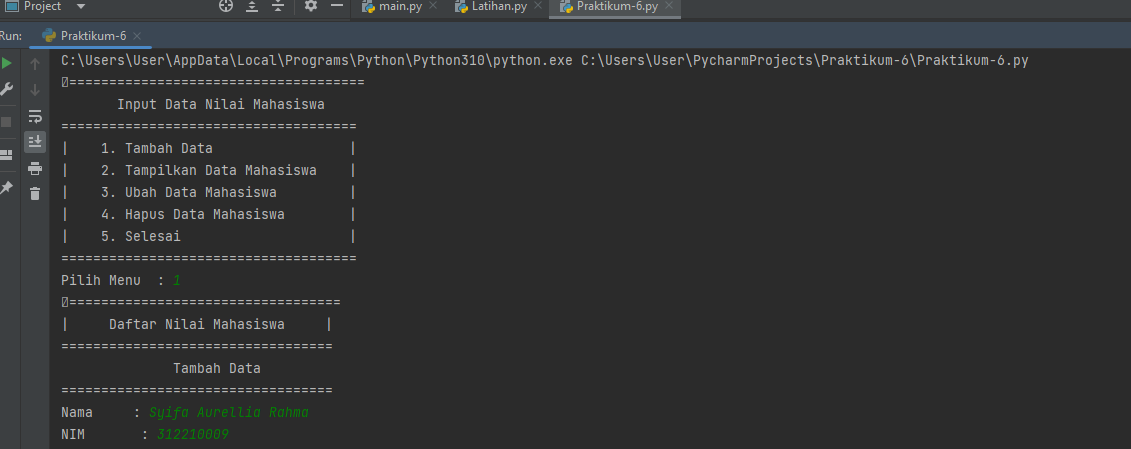 Project main.py Latihan.py Praktikum-6.py
Run: Praktikum-6
C:\Users\User\AppData\Local\Programs\Python\Python310\python.exe C:\Users\User\PycharmProjects\Praktikum-6\Praktikum-6.py
=====================================
Input Data Nilai Mahasiswa
=====================================
| 1. Tambah Data |
| 2. Tampilkan Data Mahasiswa |
| 3. Ubah Data Mahasiswa |
| 4. Hapus Data Mahasiswa |
| 5. Selesai |
=====================================
Pilih Menu : 1
==================================
| Daftar Nilai Mahasiswa |
==================================
Tambah Data
==================================
Nama : Syifa Aurellia Rahma
NIM : 312210009